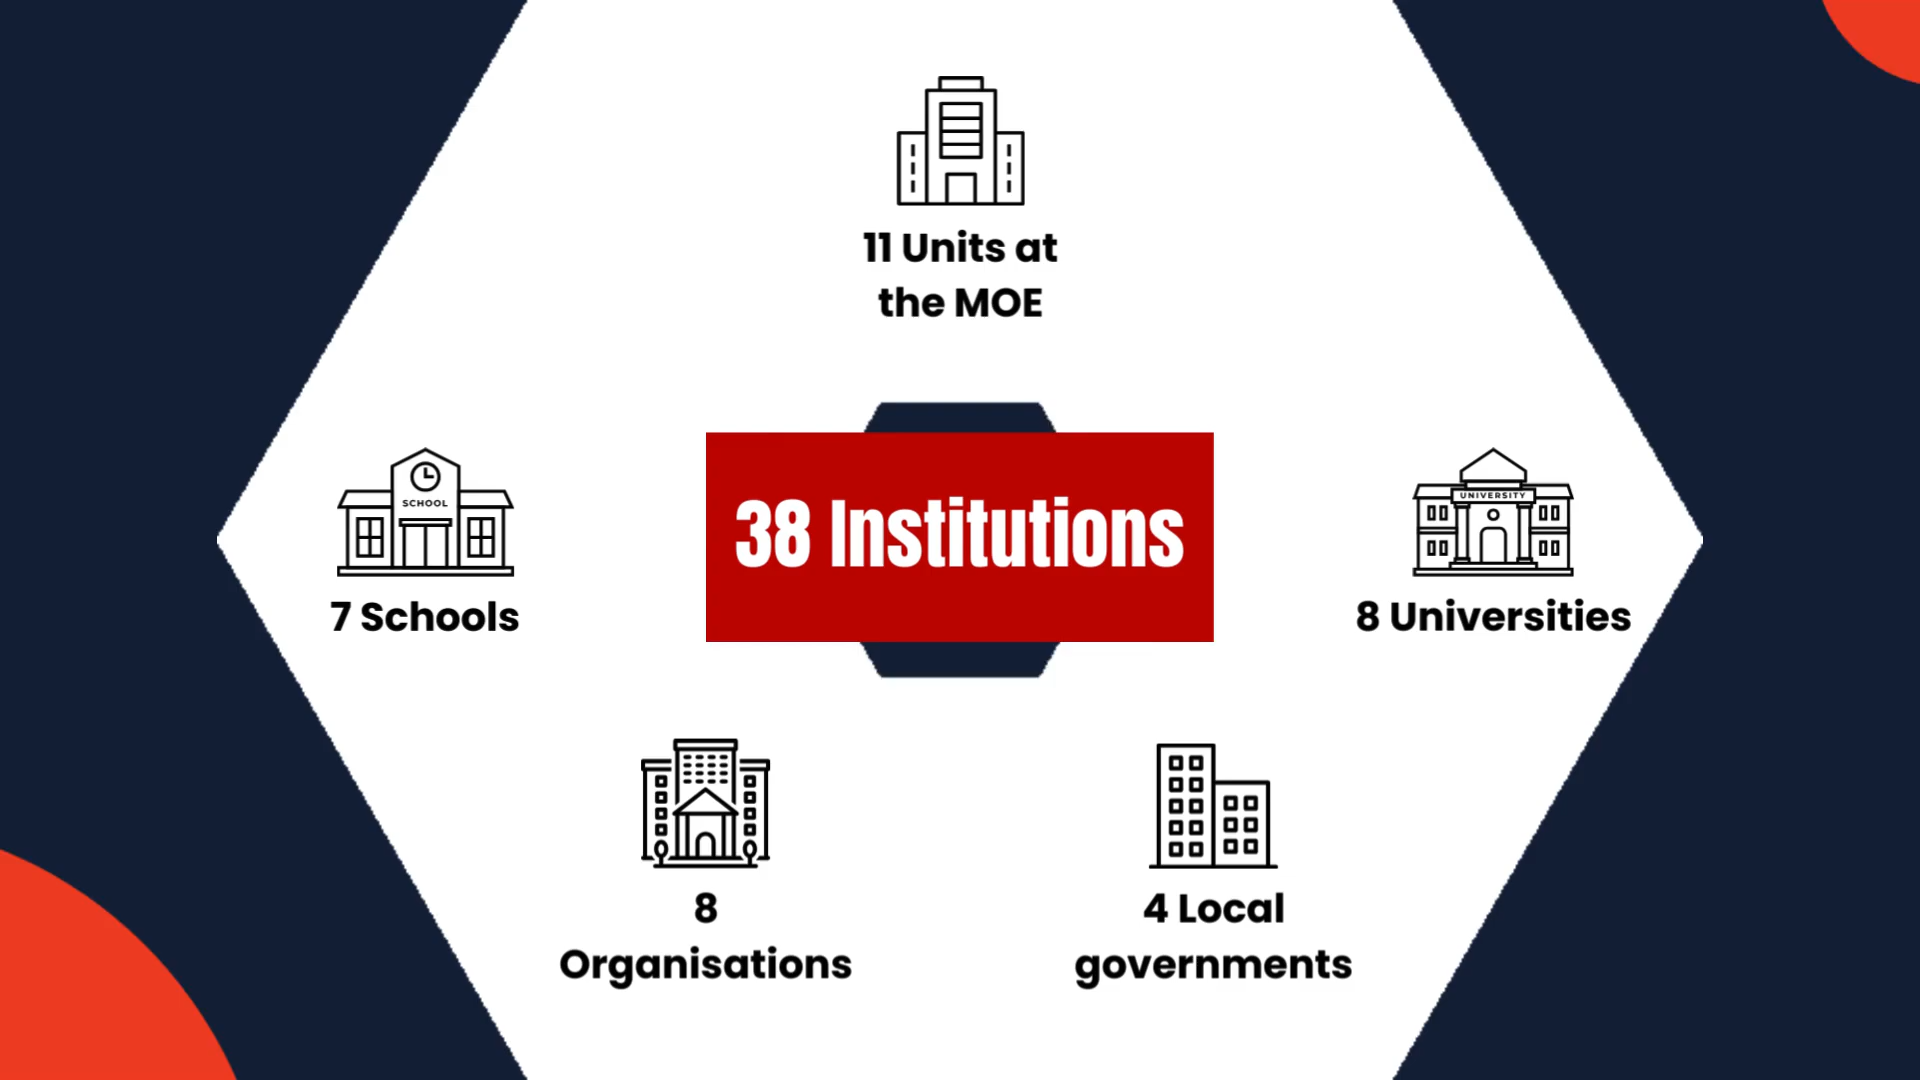 11 Units at
the MOE
SCHOOL
7 Schools
38 Institutions
UNIVERSITY
8 Universities
8
Organisations
4 Local
governments